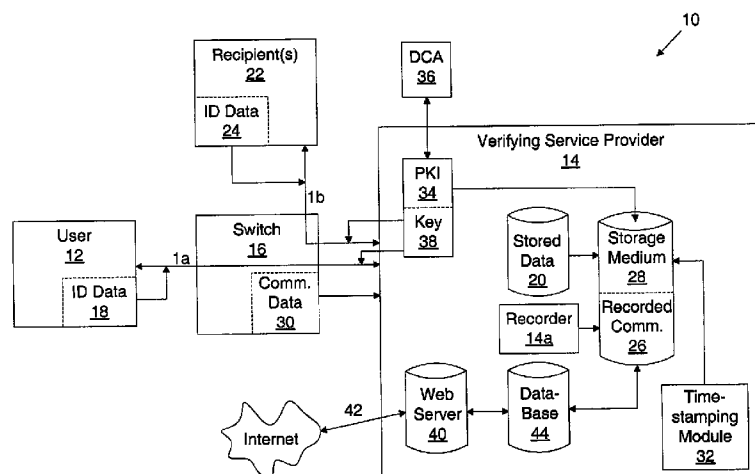 10
Recipient(s)
22
ID Data
24
DCA
36
Verifying Service Provider
14
PKI
34
Key
38
1b
User
12
ID Data
18
1a
Switch
16
Comm.
Data
30
Stored
Data
20
Storage
Medium
28
Recorded
Comm.
26
Recorder
14a
Internet
42
Web
Server
40
Data-
Base
44
Time-
stamping
Module
32